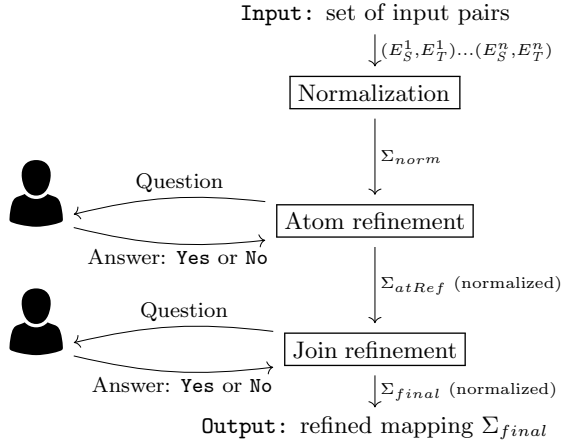 Input: set of input pairs
(E_S^1,E_T^1)...(E_S^n,E_T^n)
Normalization
Σ_norm
Question
Atom refinement
Answer: Yes or No
Σ_atRef (normalized)
Question
Join refinement
Answer: Yes or No
Σ_final (normalized)
Output: refined mapping Σ_final